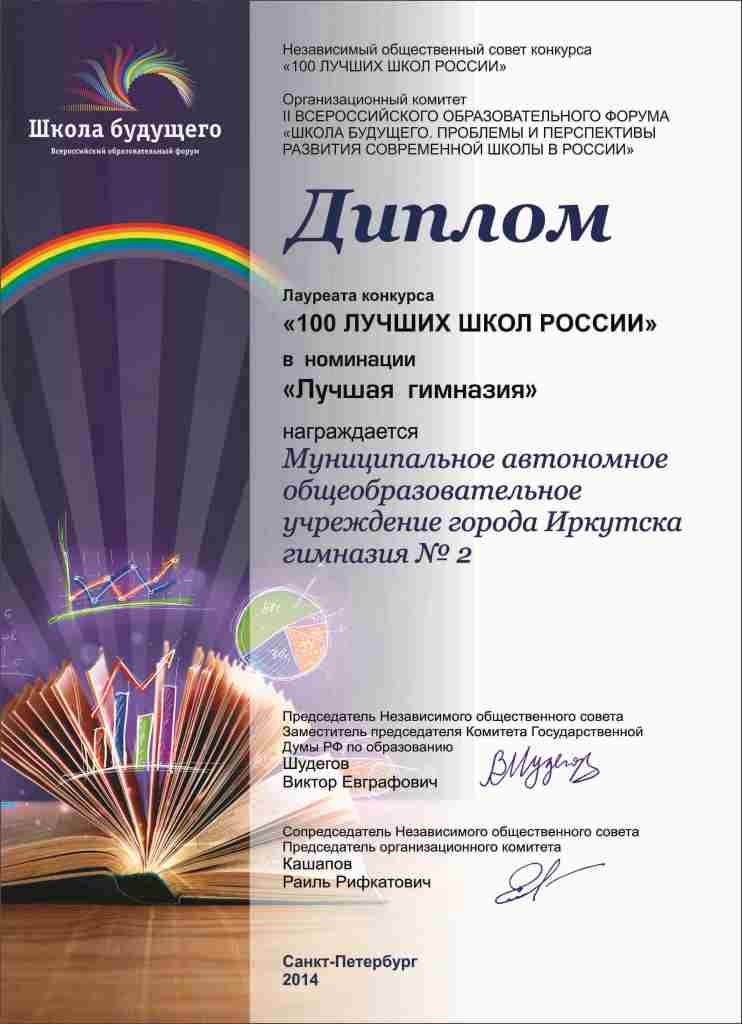 Школа будущего
Всероссийский образовательный форум
Независимый общественный совет конкурса
«100 ЛУЧШИХ ШКОЛ РОССИИ»
Организационный комитет
II ВСЕРОССИЙСКОГО ОБРАЗОВАТЕЛЬНОГО ФОРУМА
«ШКОЛА БУДУЩЕГО. ПРОБЛЕМЫ И ПЕРСПЕКТИВЫ
РАЗВИТИЯ СОВРЕМЕННОЙ ШКОЛЫ В РОССИИ»
Диплом
Лауреата конкурса
«100 ЛУЧШИХ ШКОЛ РОССИИ»
в номинации
«Лучшая гимназия»
награждается
Муниципальное автономное
общеобразовательное
учреждение города Иркутска
гимназия № 2
Председатель Независимого общественного совета
Заместитель председателя Комитета Государственной
Думы РФ по образованию
Шудегов
Виктор Евграфович
ВШудегов
Сопредседатель Независимого общественного совета
Председатель организационного комитета
Кашапов
Раиль Рифкатович
Санкт-Петербург
2014